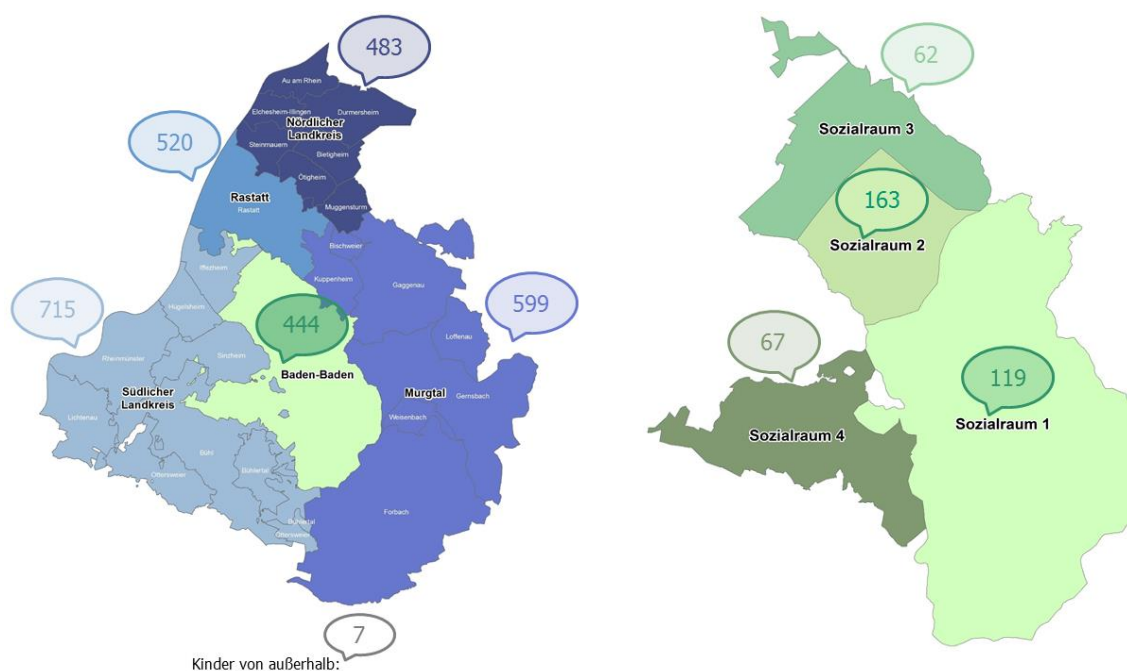 483
Au am Rhein
Elchesheim-Illingen
Durmersheim
Nördlicher
Landkreis
Steinmauern
Bietigheim
Ötigheim
Muggensturm
520
Rastatt
Rastatt
Bischweier
Iffezheim
Kuppenheim
Gaggenau
Hügelsheim
715
444
599
Loffenau
Rheinmünster
Sinzheim
Baden-Baden
Südlicher
Landkreis
Murgtal
Gernsbach
Lichtenau
Weisenbach
Bühl
Ottersweier
Bühlertal
Forbach
Bühlertal
Ottersweier
7
Kinder von außerhalb:
62
Sozialraum 3
163
Sozialraum 2
67
119
Sozialraum 1
Sozialraum 4